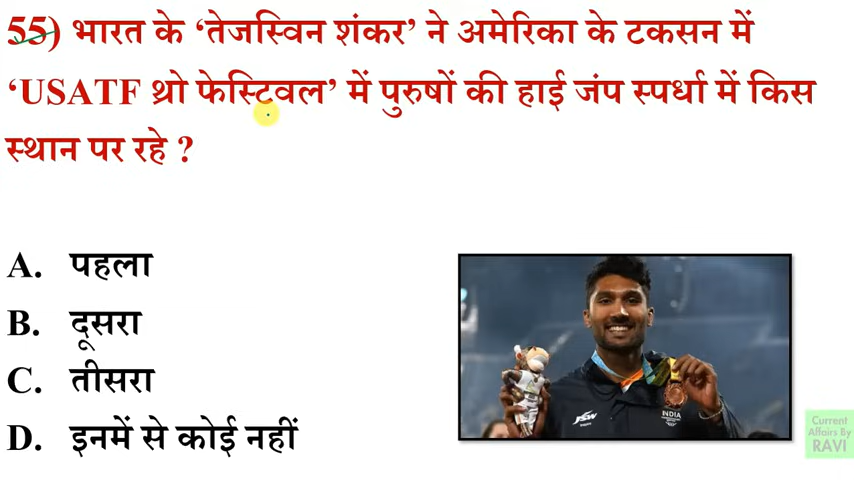 55) भारत के ‘तेजस्विन शंकर’ ने अमेरिका के टकसन में
‘USATF थ्रो फेस्टिवल’ में पुरुषों की हाई जंप स्पर्धा में किस
स्थान पर रहे ?
A. पहला
B. दूसरा
C. तीसरा
D. इनमें से कोई नहीं
JSW
INDIA
Current
Affairs By
RAVI